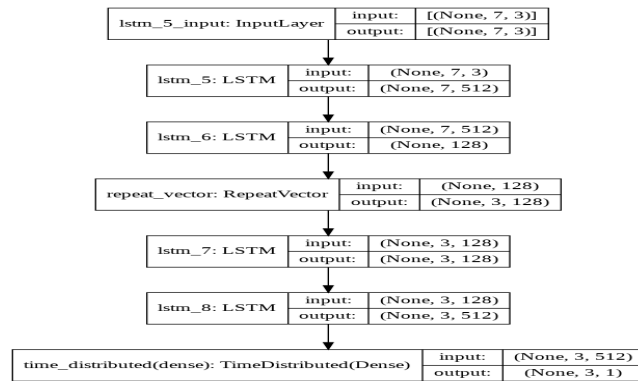 lstm_5_input: InputLayer input: [(None, 7, 3)]
output: [(None, 7, 3)]
lstm_5: LSTM input: (None, 7, 3)
output: (None, 7, 512)
lstm_6: LSTM input: (None, 7, 512)
output: (None, 128)
repeat_vector: RepeatVector input: (None, 128)
output: (None, 3, 128)
lstm_7: LSTM input: (None, 3, 128)
output: (None, 3, 128)
lstm_8: LSTM input: (None, 3, 128)
output: (None, 3, 512)
time_distributed(dense): TimeDistributed(Dense) input: (None, 3, 512)
output: (None, 3, 1)